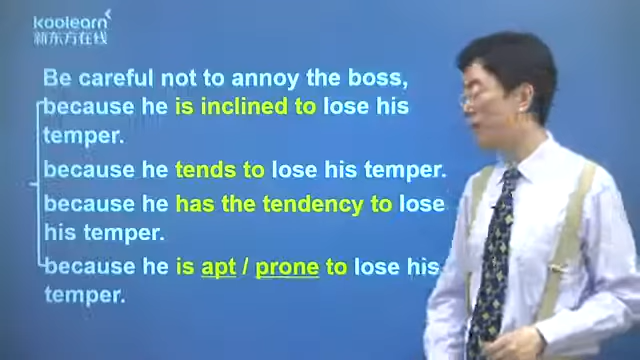 koolearn
新东方在线
Be careful not to annoy the boss,
because he is inclined to lose his
temper.
because he tends to lose his temper.
because he has the tendency to lose
his temper.
because he is apt / prone to lose his
temper.